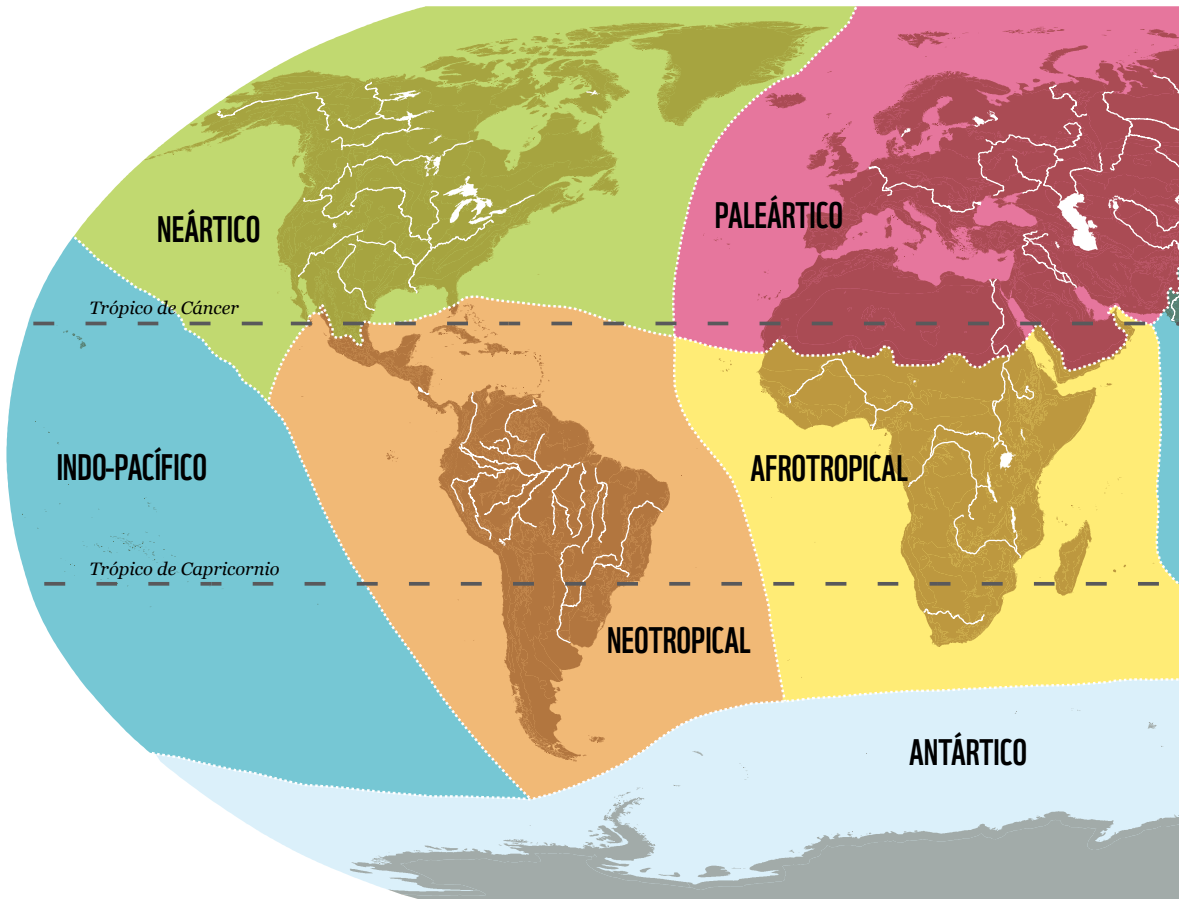 NEÁRTICO
PALEÁRTICO
Trópico de Cáncer
INDO-PACÍFICO
AFROTROPICAL
Trópico de Capricornio
NEOTROPICAL
ANTÁRTICO